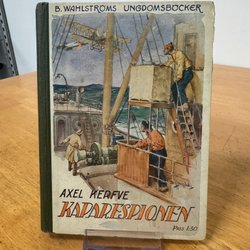 B. WAHLSTRÖMS UNGDOMSBÖCKER
AXEL KERFVE
KAPARESPIONEN
Pris 1:50